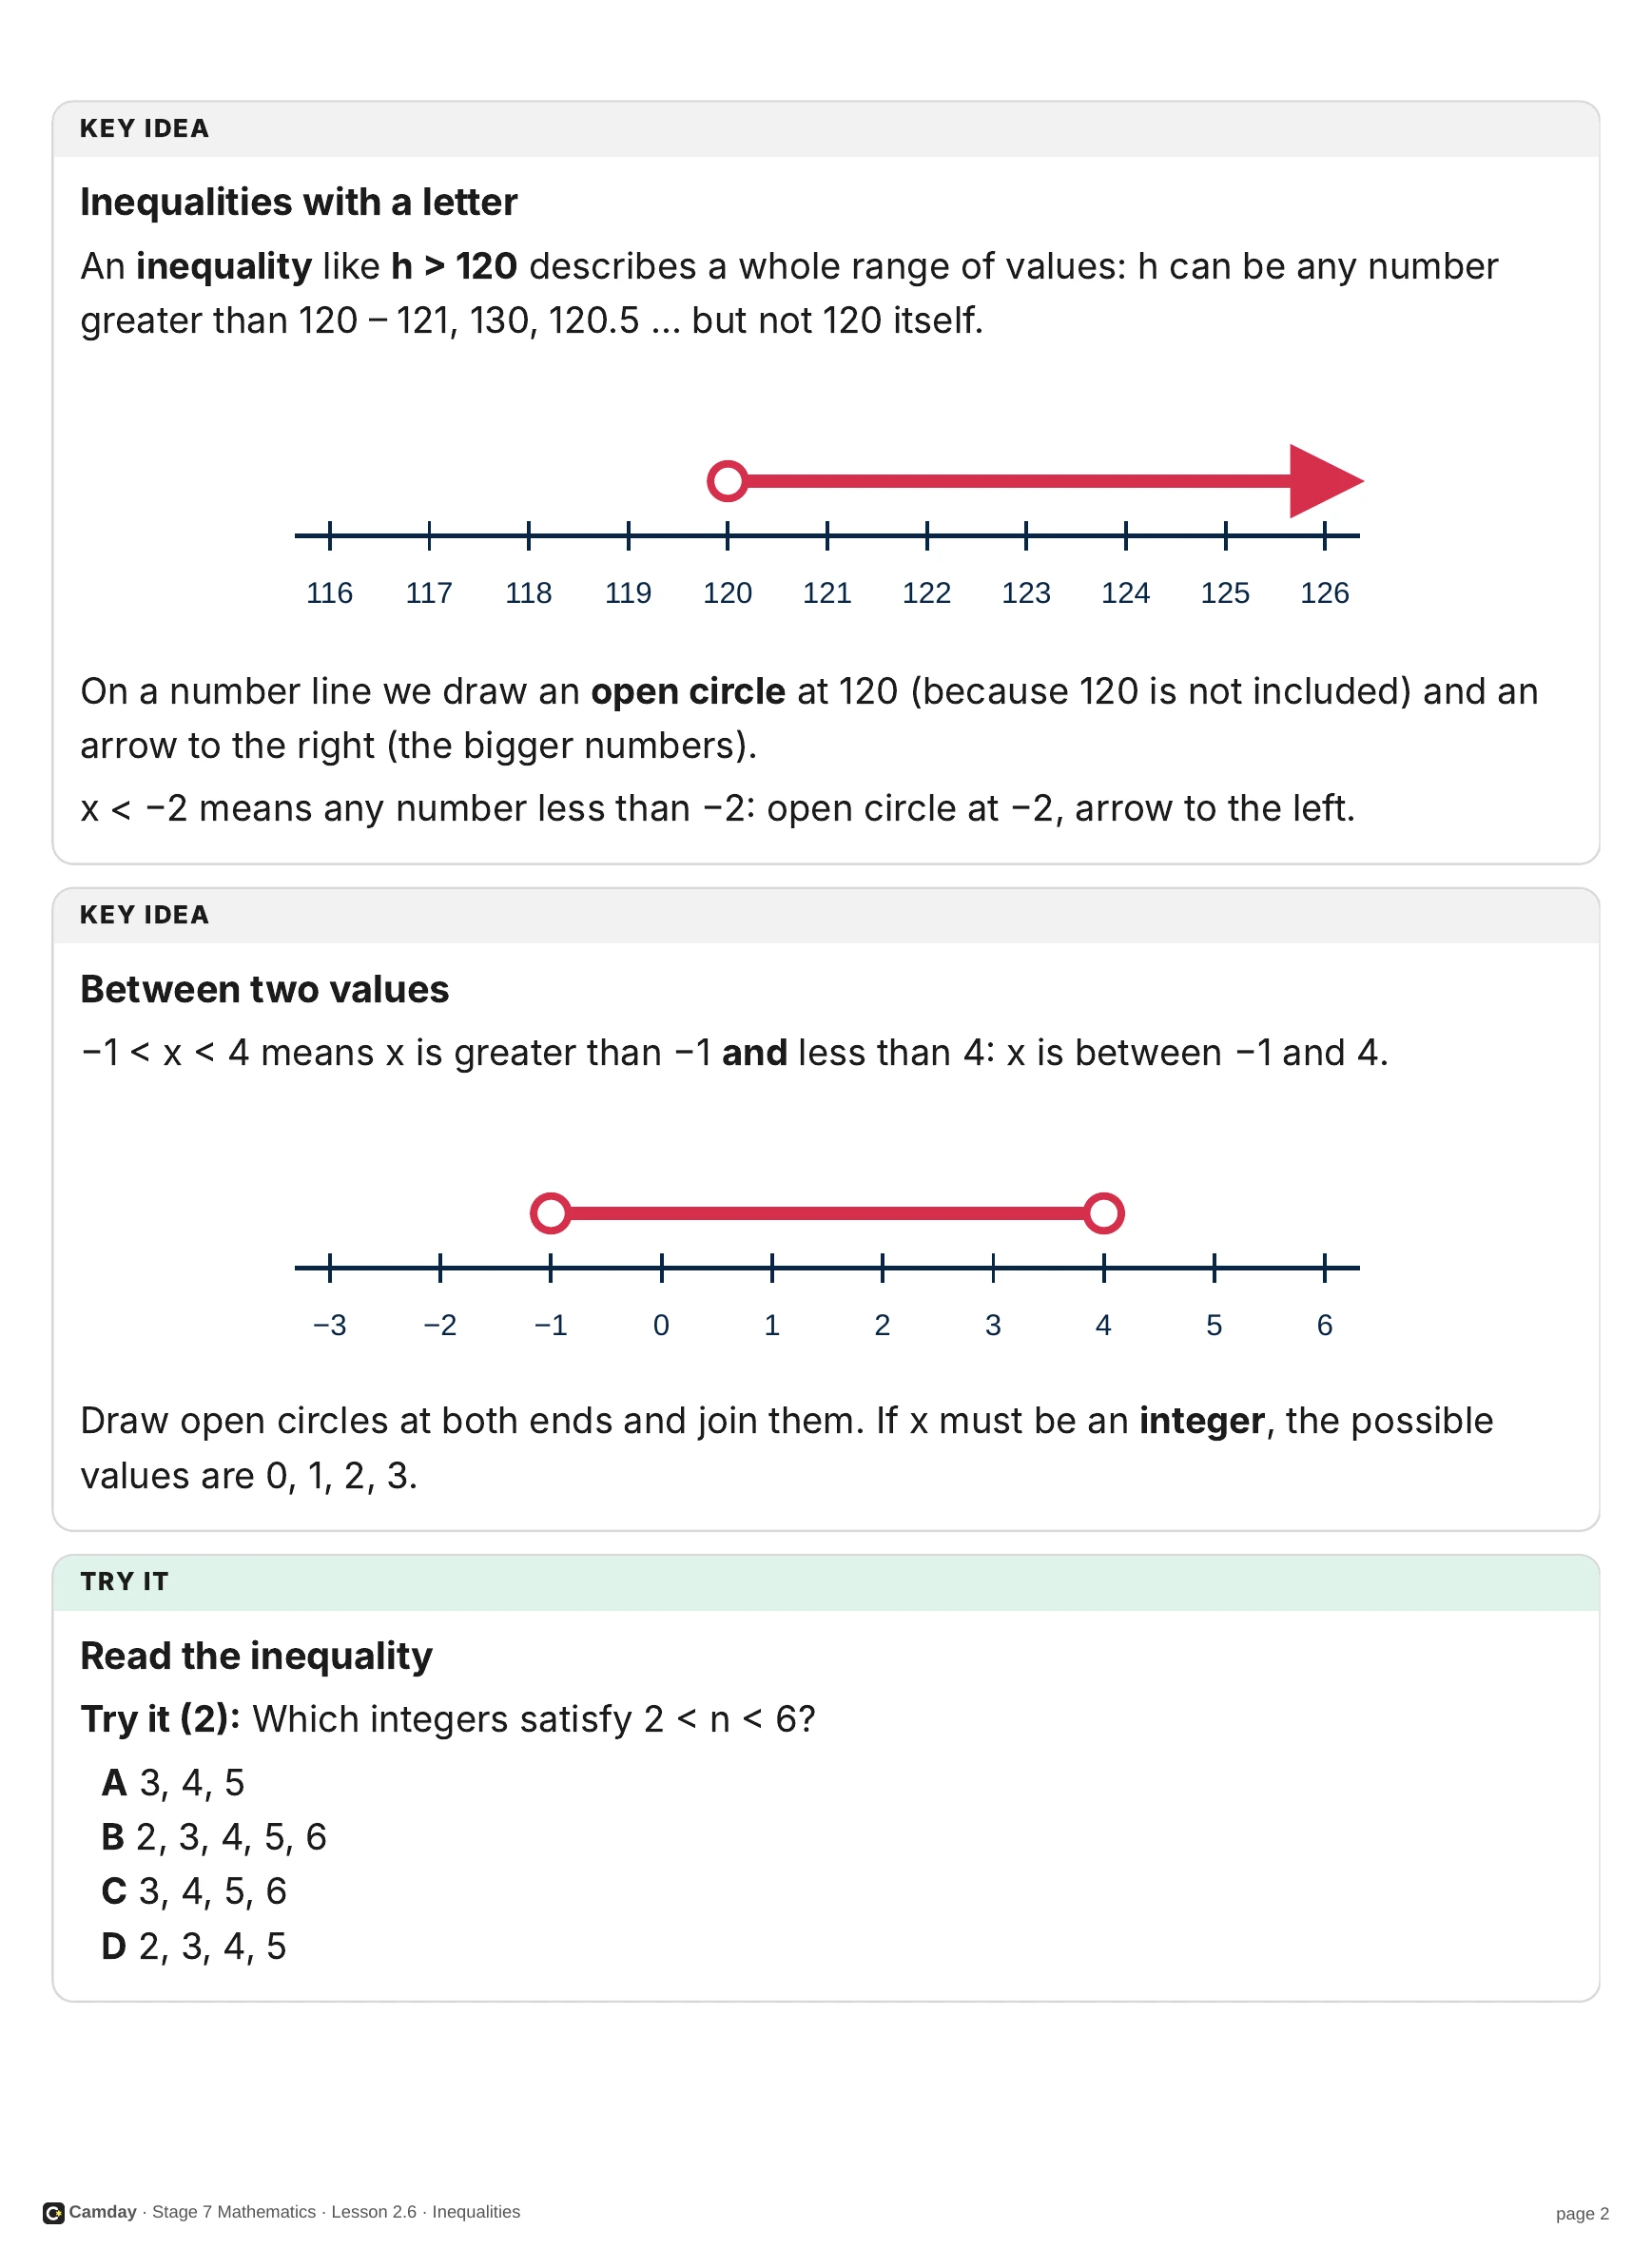 KEY IDEA
Inequalities with a letter
An inequality like h > 120 describes a whole range of values: h can be any number
greater than 120 – 121, 130, 120.5 … but not 120 itself.
116 117 118 119 120 121 122 123 124 125 126
On a number line we draw an open circle at 120 (because 120 is not included) and an
arrow to the right (the bigger numbers).
x < −2 means any number less than −2: open circle at −2, arrow to the left.
KEY IDEA
Between two values
−1 < x < 4 means x is greater than −1 and less than 4: x is between −1 and 4.
−3 −2 −1 0 1 2 3 4 5 6
Draw open circles at both ends and join them. If x must be an integer, the possible
values are 0, 1, 2, 3.
TRY IT
Read the inequality
Try it (2): Which integers satisfy 2 < n < 6?
A 3, 4, 5
B 2, 3, 4, 5, 6
C 3, 4, 5, 6
D 2, 3, 4, 5
Camday · Stage 7 Mathematics · Lesson 2.6 · Inequalities
page 2